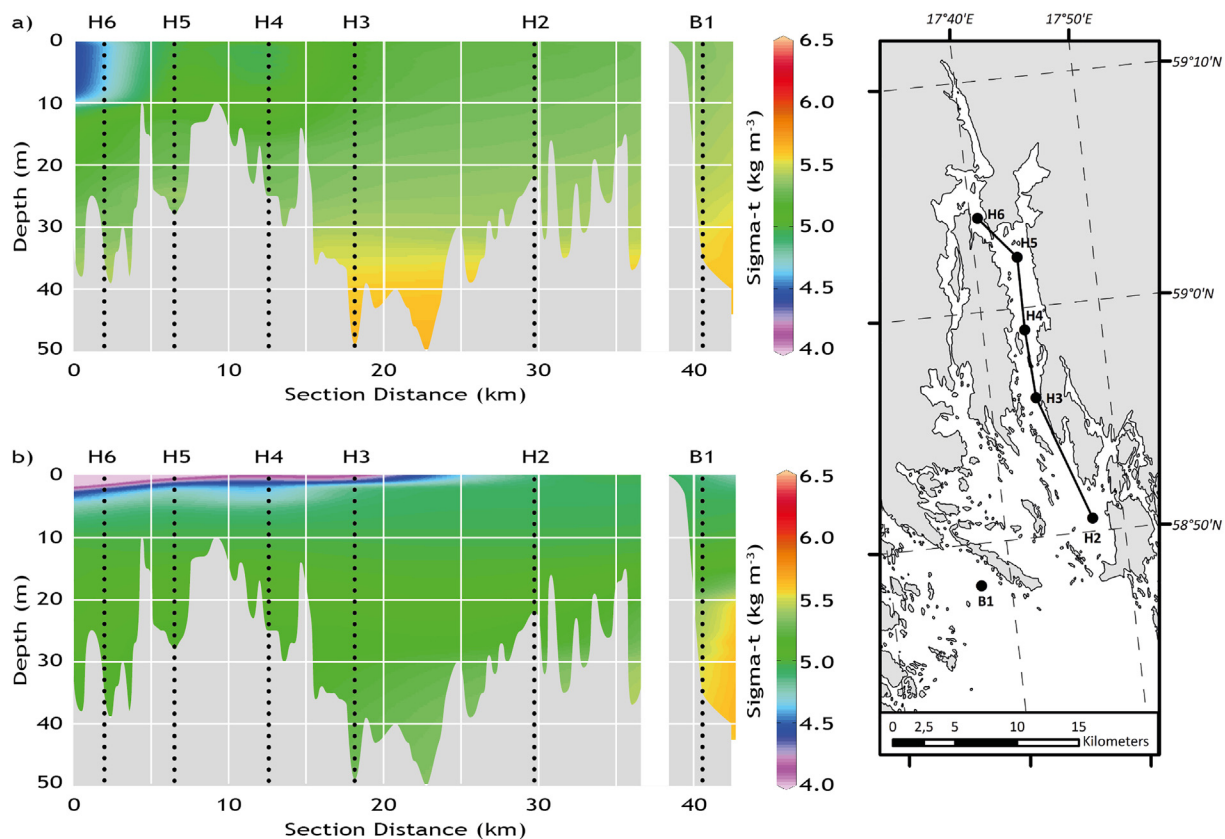 a) H6 H5 H4 H3 H2 B1
0
10
20
30
40
50
Depth (m)
0 10 20 30 40
Section Distance (km)
6.5
6.0
5.5
5.0
4.5
4.0
Sigma-t (kg m⁻³)
b) H6 H5 H4 H3 H2 B1
0
10
20
30
40
50
Depth (m)
0 10 20 30 40
Section Distance (km)
6.5
6.0
5.5
5.0
4.5
4.0
Sigma-t (kg m⁻³)
17°40'E 17°50'E
59°10'N
H6
H5
59°0'N
H4
H3
58°50'N
H2
B1
0 2,5 5 10 15
Kilometers